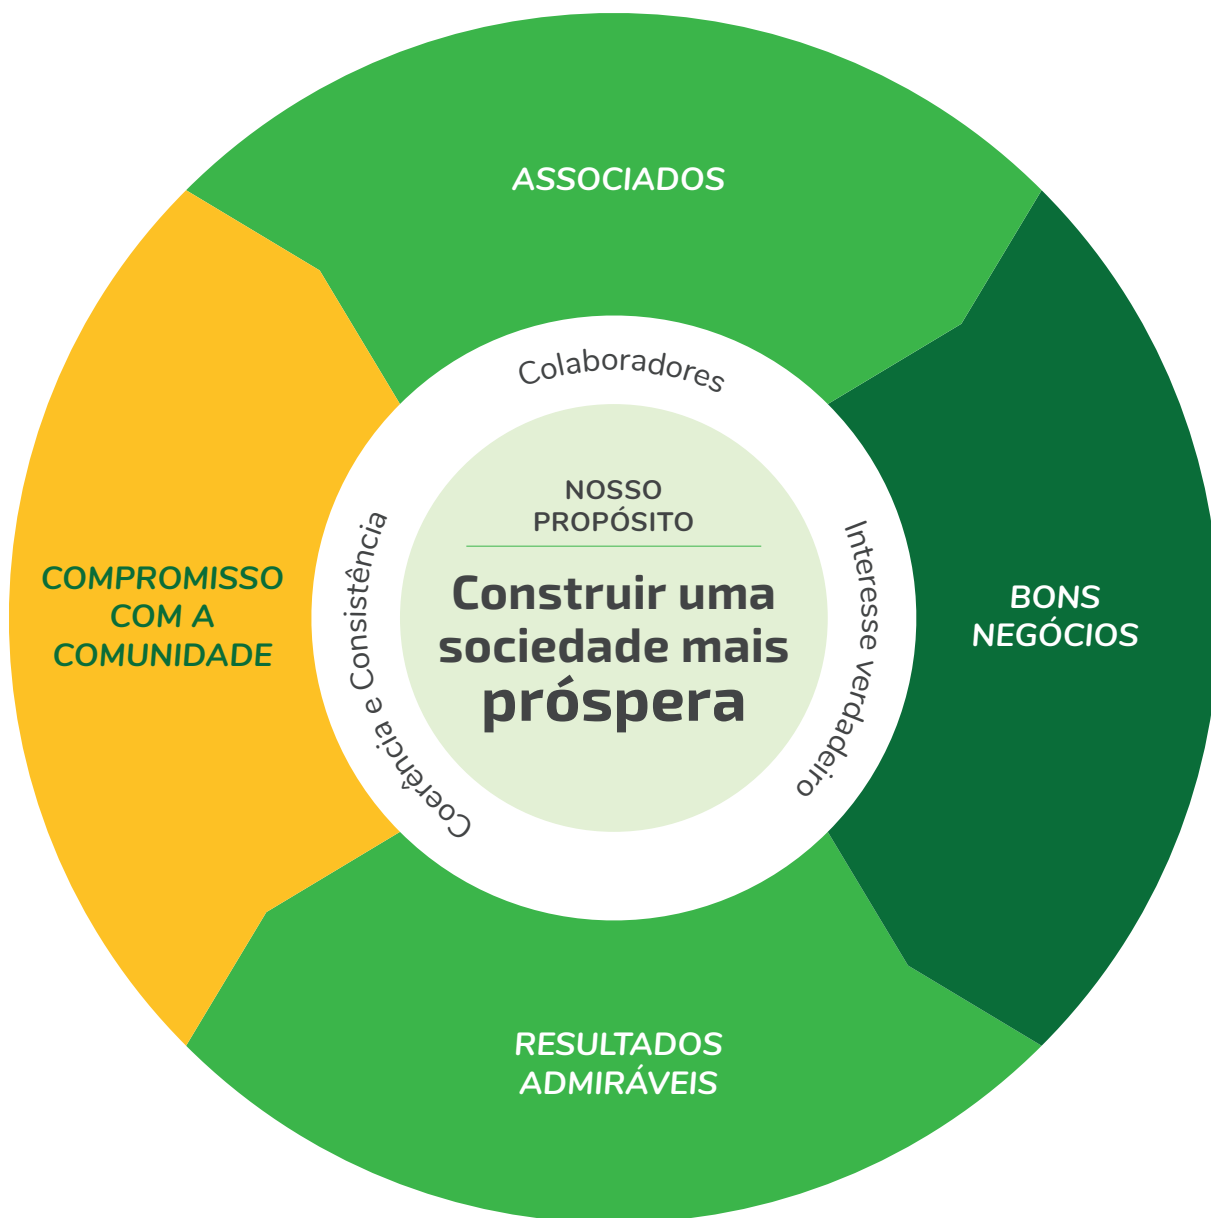 ASSOCIADOS
Colaboradores
NOSSO
PROPÓSITO
Construir uma
sociedade mais
próspera
Coerência e Consistência
Interesse verdadeiro
COMPROMISSO
COM A
COMUNIDADE
BONS
NEGÓCIOS
RESULTADOS
ADMIRÁVEIS